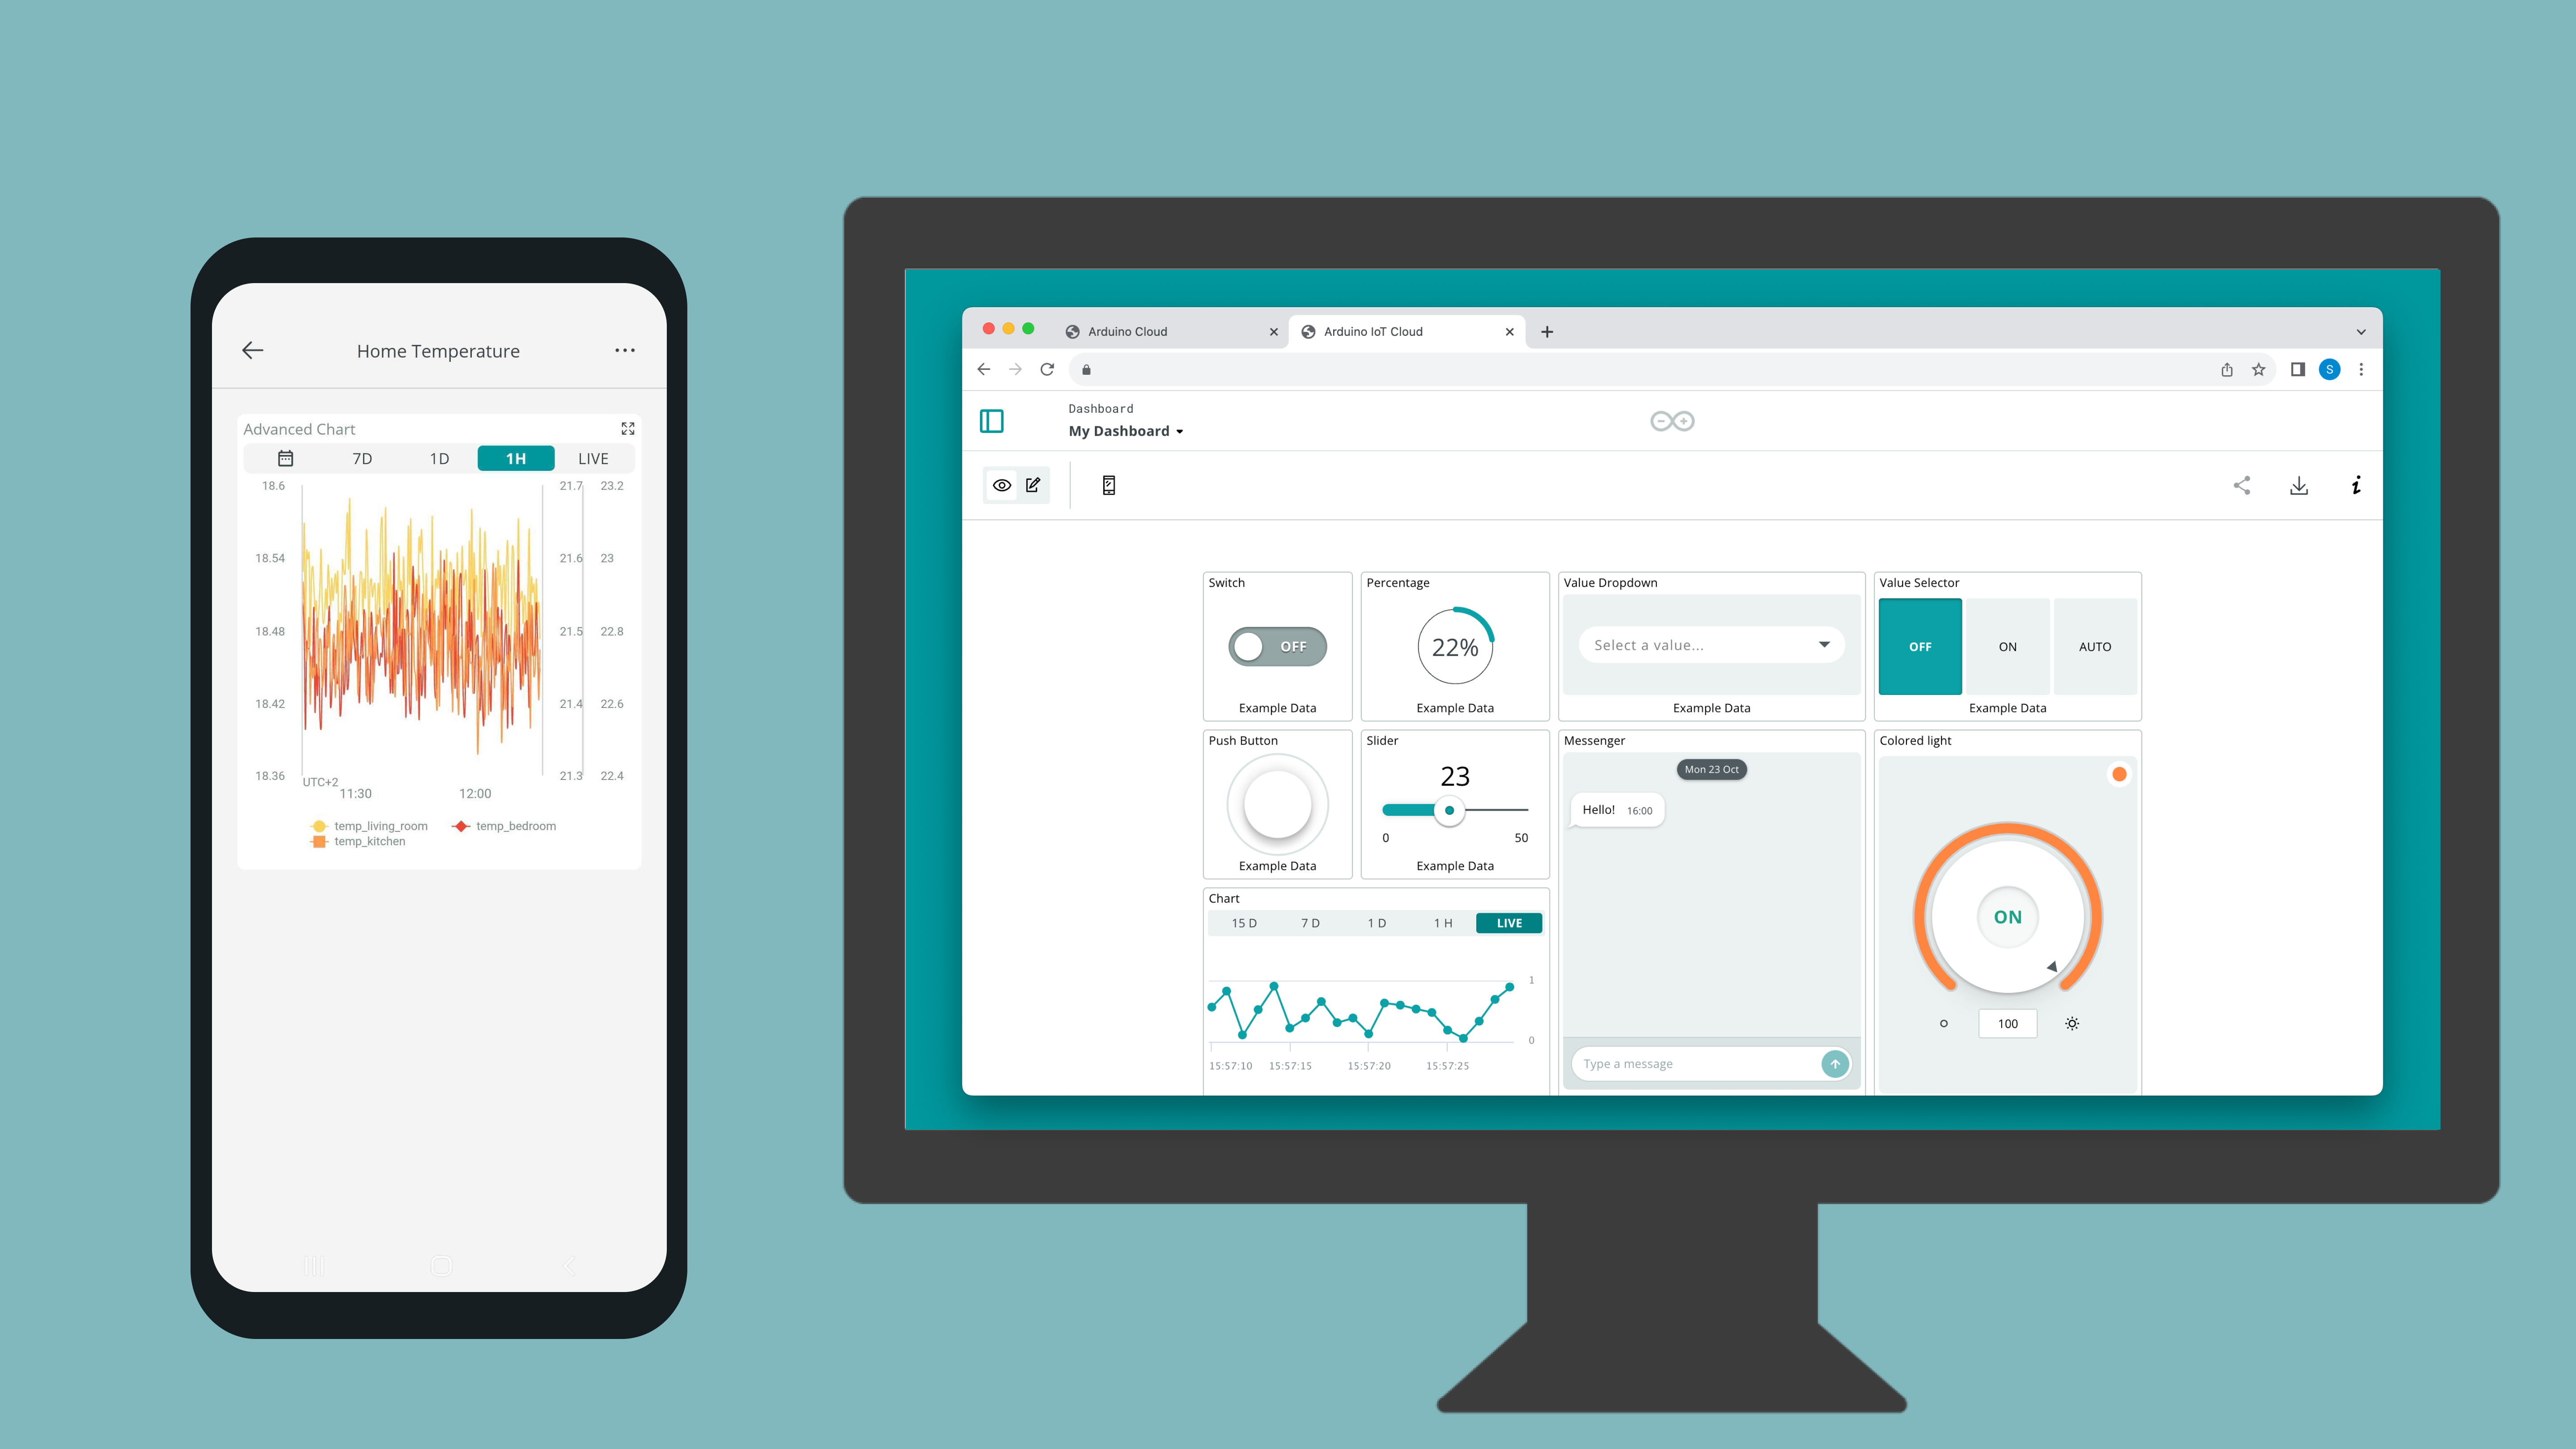 Home Temperature
Advanced Chart
7D 1D 1H LIVE
18.6 21.7 23.2
18.54 21.6 23
18.48 21.5 22.8
18.42 21.4 22.6
18.36 21.3 22.4
UTC+2
11:30 12:00
temp_living_room temp_bedroom
temp_kitchen
Arduino Cloud Arduino IoT Cloud
S
Dashboard
My Dashboard
i
Switch
OFF
Example Data
Percentage
22%
Example Data
Value Dropdown
Select a value...
Example Data
Value Selector
OFF ON AUTO
Example Data
Push Button
Example Data
Slider
23
0 50
Example Data
Messenger
Mon 23 Oct
Hello! 16:00
Type a message
Colored light
ON
100
Chart
15 D 7 D 1 D 1 H LIVE
1
0
15:57:10 15:57:15 15:57:20 15:57:25